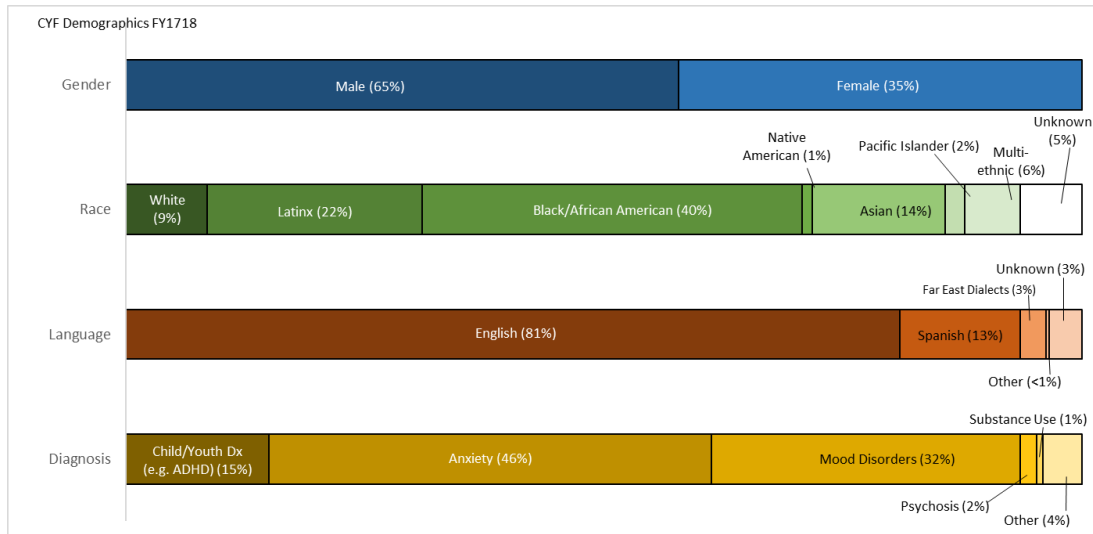 CYF Demographics FY1718
Gender
Male (65%)
Female (35%)
Native
American (1%)
Pacific Islander (2%)
Multi-
ethnic (6%)
Unknown
(5%)
Race
White
(9%)
Latinx (22%)
Black/African American (40%)
Asian (14%)
Unknown (3%)
Far East Dialects (3%)
Language
English (81%)
Spanish (13%)
Other (<1%)
Substance Use (1%)
Diagnosis
Child/Youth Dx
(e.g. ADHD) (15%)
Anxiety (46%)
Mood Disorders (32%)
Psychosis (2%)
Other (4%)